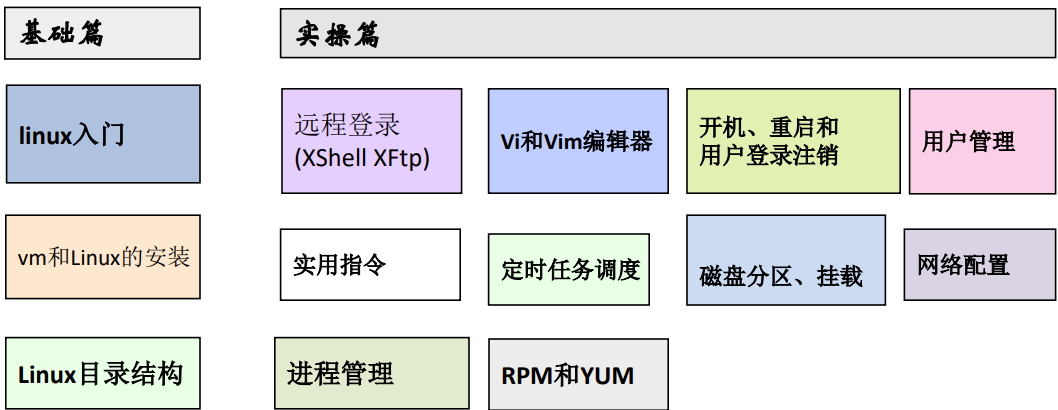 基础篇
实操篇
linux入门
远程登录
(XShell XFtp)
Vi和Vim编辑器
开机、重启和
用户登录注销
用户管理
vm和Linux的安装
实用指令
定时任务调度
磁盘分区、挂载
网络配置
Linux目录结构
进程管理
RPM和YUM